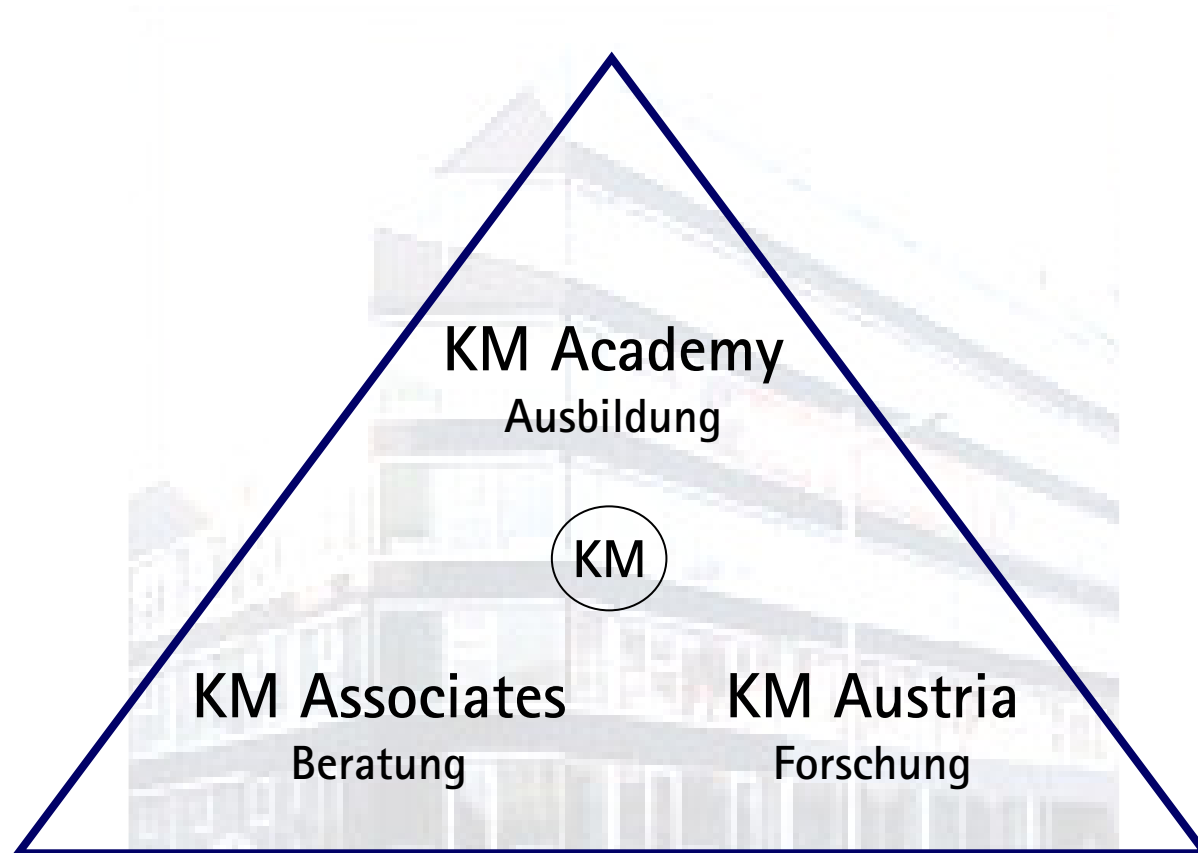 KM Academy
Ausbildung
KM
KM Associates
Beratung
KM Austria
Forschung